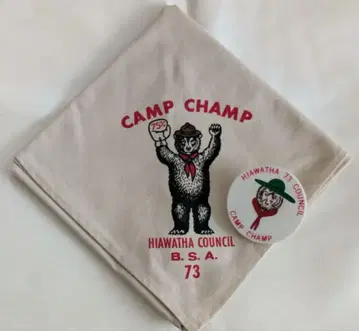 CAMP CHAMP
HIAWATHA COUNCIL
B. S. A.
73
HIAWATHA 73 COUNCIL
CAMP CHAMP